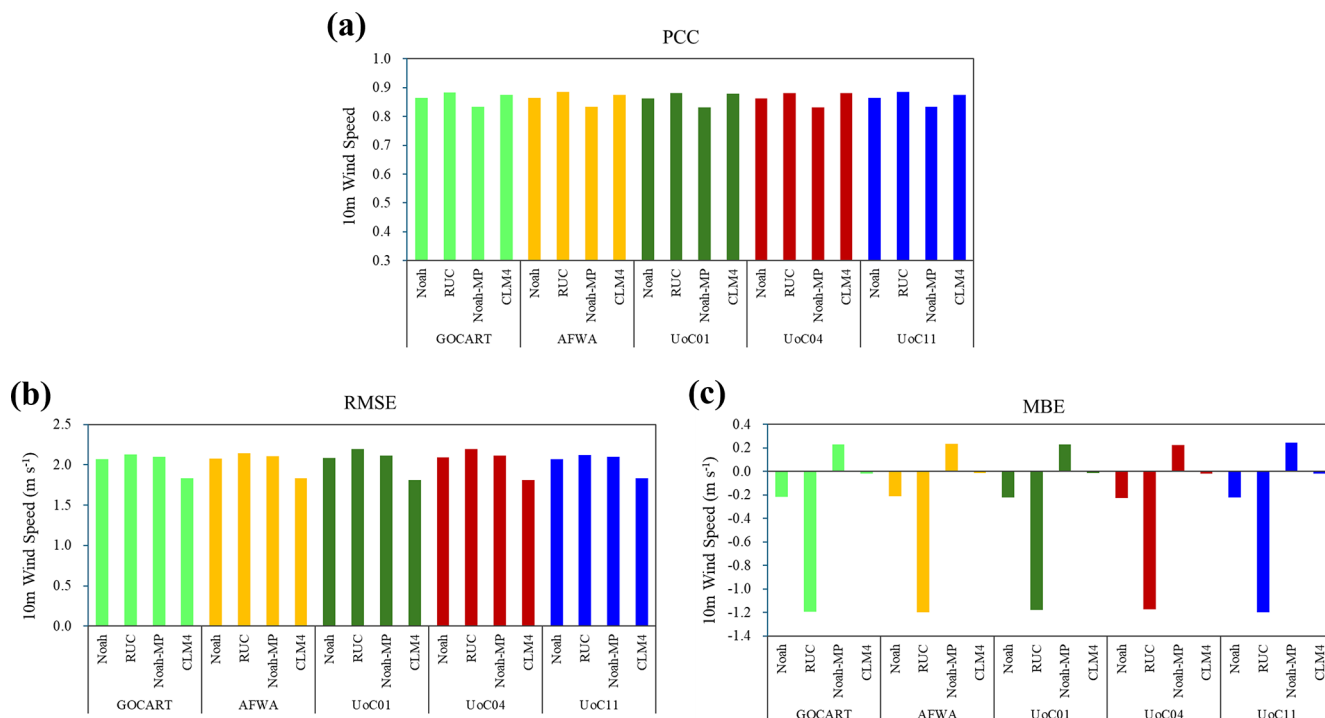 (a)
PCC
10m Wind Speed
1.0
0.9
0.8
0.7
0.6
0.5
0.4
0.3
Noah RUC Noah-MP CLM4 Noah RUC Noah-MP CLM4 Noah RUC Noah-MP CLM4 Noah RUC Noah-MP CLM4 Noah RUC Noah-MP CLM4
GOCART AFWA UoC01 UoC04 UoC11
(b)
RMSE
10m Wind Speed (m s⁻¹)
2.5
2.0
1.5
1.0
0.5
0.0
Noah RUC Noah-MP CLM4 Noah RUC Noah-MP CLM4 Noah RUC Noah-MP CLM4 Noah RUC Noah-MP CLM4 Noah RUC Noah-MP CLM4
GOCART AFWA UoC01 UoC04 UoC11
(c)
MBE
10m Wind Speed (m s⁻¹)
0.4
0.2
0.0
-0.2
-0.4
-0.6
-0.8
-1.0
-1.2
-1.4
Noah RUC Noah-MP CLM4 Noah RUC Noah-MP CLM4 Noah RUC Noah-MP CLM4 Noah RUC Noah-MP CLM4 Noah RUC Noah-MP CLM4
GOCART AFWA UoC01 UoC04 UoC11